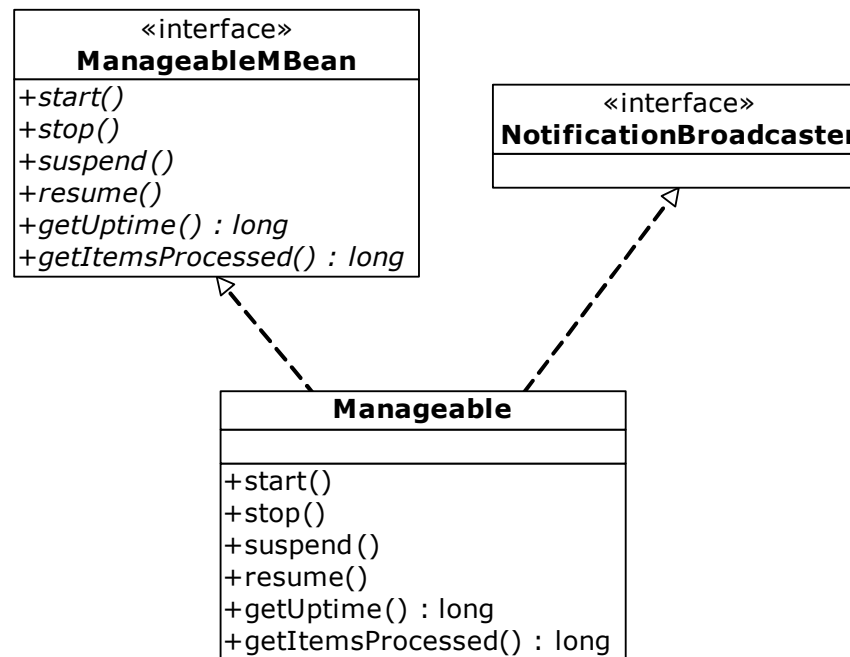 «interface»
ManageableMBean
+start()
+stop()
+suspend()
+resume()
+getUptime() : long
+getItemsProcessed() : long
«interface»
NotificationBroadcaster
Manageable
+start()
+stop()
+suspend()
+resume()
+getUptime() : long
+getItemsProcessed() : long